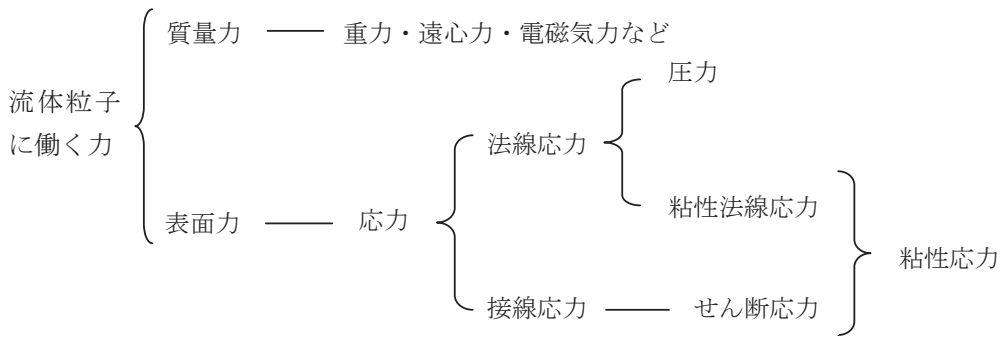 質量力
重力・遠心力・電磁気力など
圧力
流体粒子
に働く力
法線応力
粘性法線応力
表面力
応力
粘性応力
接線応力
せん断応力